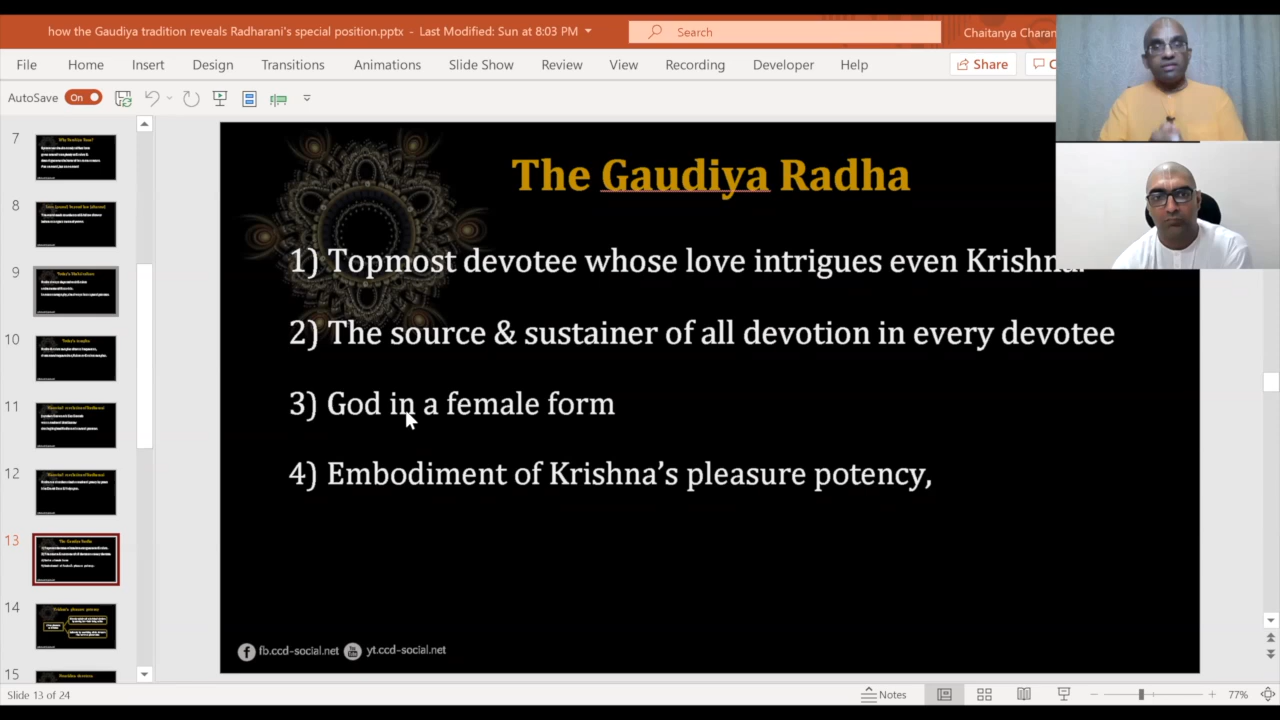 how the Gaudiya tradition reveals Radharani's special position.pptx - Last Modified: Sun at 8:03 PM
Search
Chaitanya Charan
File Home Insert Design Transitions Animations Slide Show Review View Recording Developer Help
Share
AutoSave On
7
8
9
10
11
12
13
14
15
The Gaudiya Radha
1) Topmost devotee whose love intrigues even Krishna.
2) The source & sustainer of all devotion in every devotee
3) God in a female form
4) Embodiment of Krishna's pleasure potency,
fb.ccd-social.net yt.ccd-social.net
Slide 13 of 24
Notes
77%